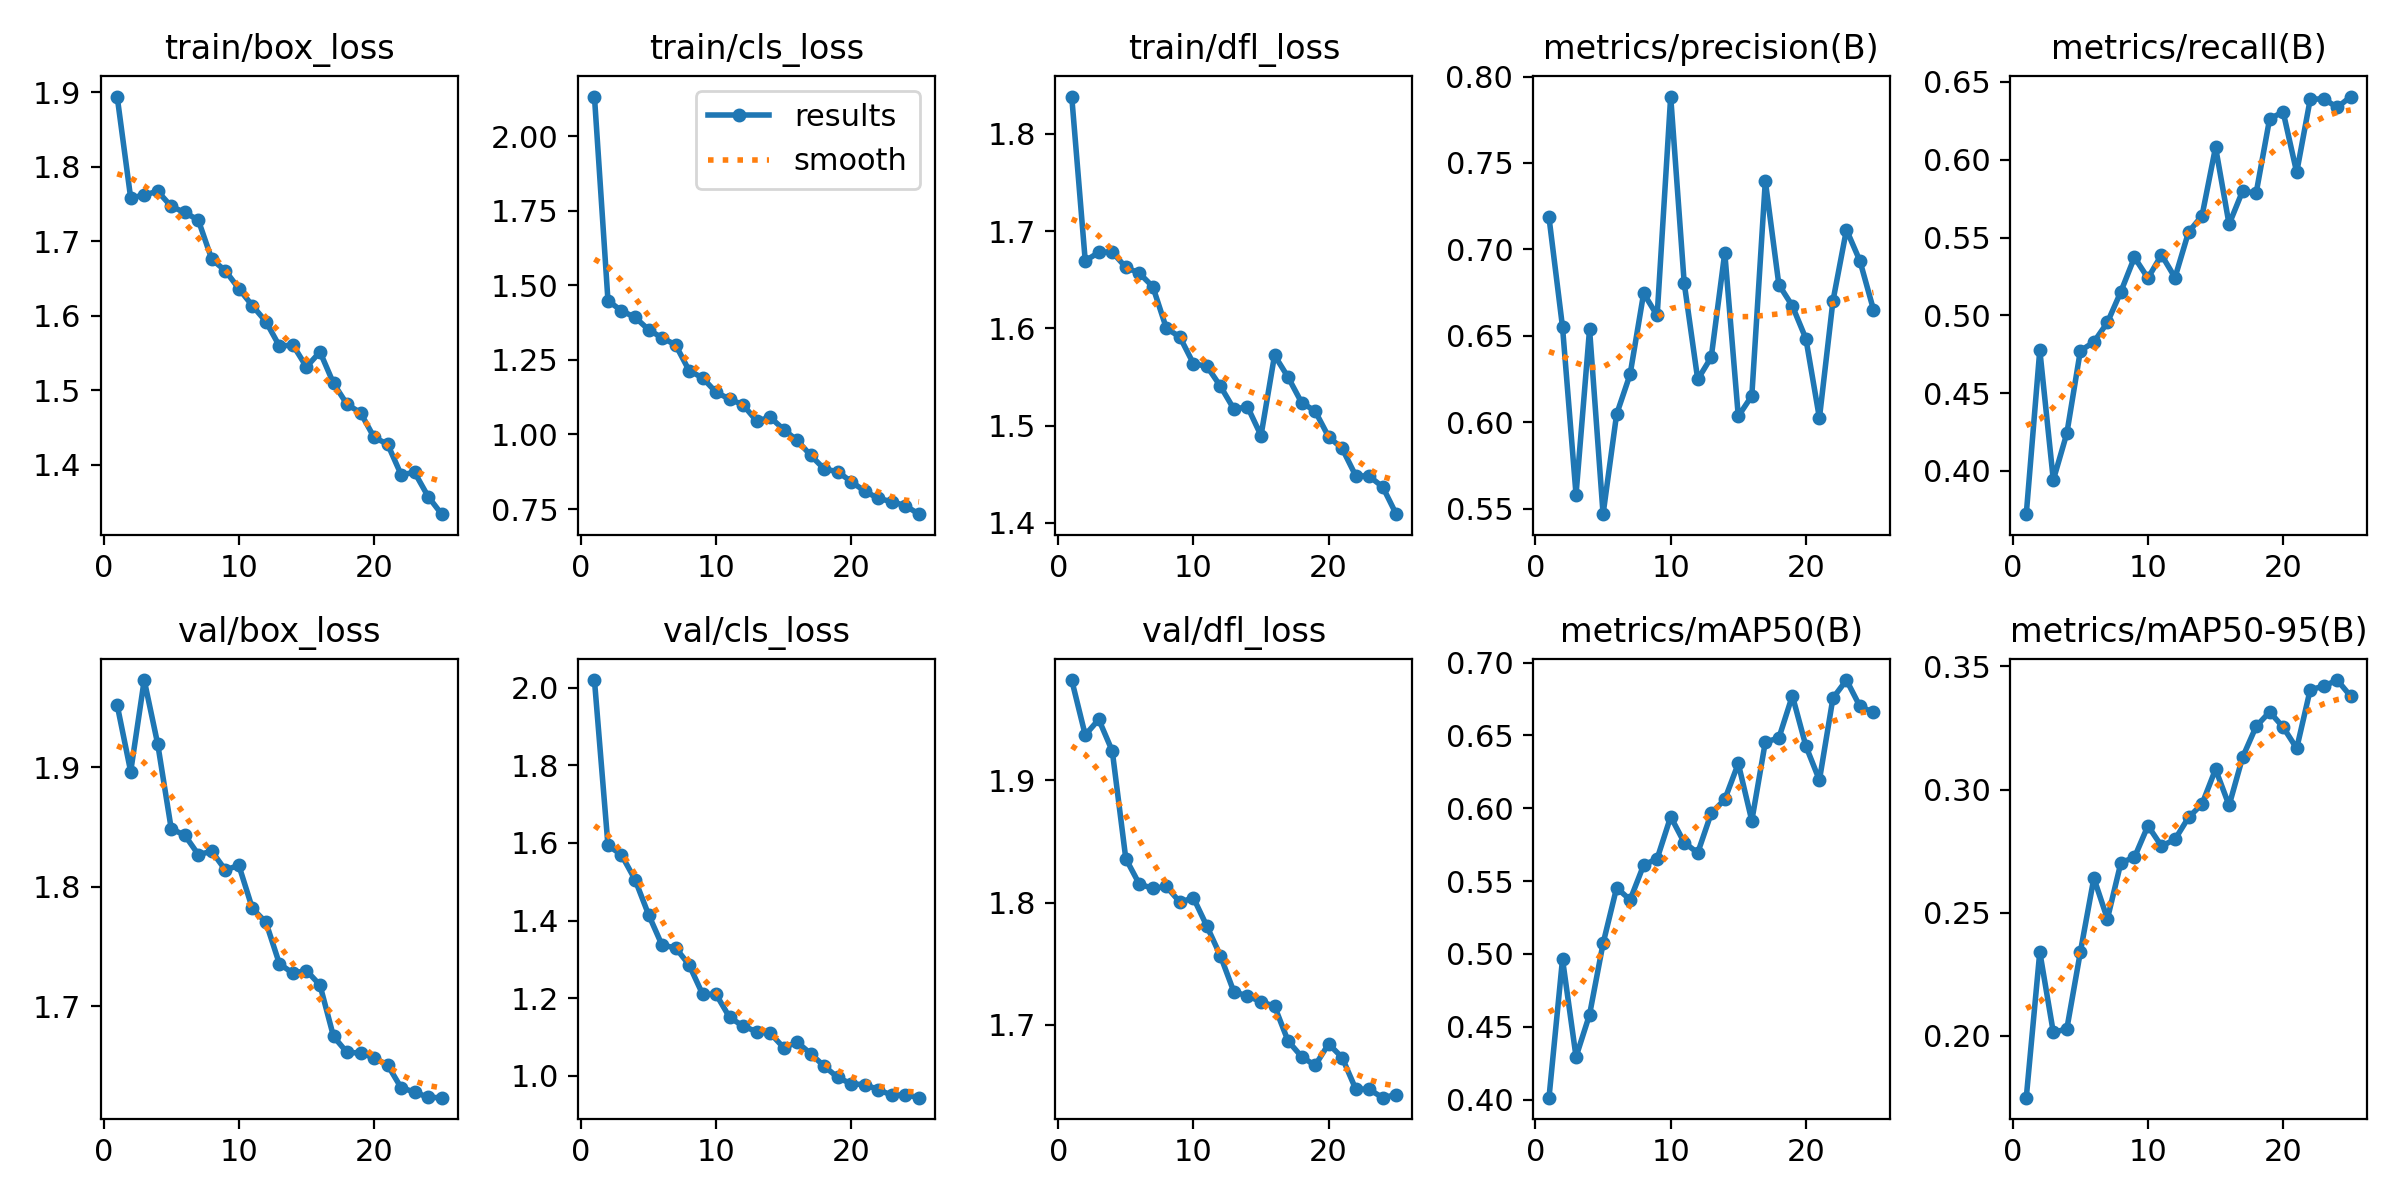 train/box_loss
1.9
1.8
1.7
1.6
1.5
1.4
0 10 20
train/cls_loss
results
smooth
2.00
1.75
1.50
1.25
1.00
0.75
0 10 20
train/dfl_loss
1.8
1.7
1.6
1.5
1.4
0 10 20
metrics/precision(B)
0.80
0.75
0.70
0.65
0.60
0.55
0 10 20
metrics/recall(B)
0.65
0.60
0.55
0.50
0.45
0.40
0 10 20
val/box_loss
1.9
1.8
1.7
0 10 20
val/cls_loss
2.0
1.8
1.6
1.4
1.2
1.0
0 10 20
val/dfl_loss
1.9
1.8
1.7
0 10 20
metrics/mAP50(B)
0.70
0.65
0.60
0.55
0.50
0.45
0.40
0 10 20
metrics/mAP50-95(B)
0.35
0.30
0.25
0.20
0 10 20